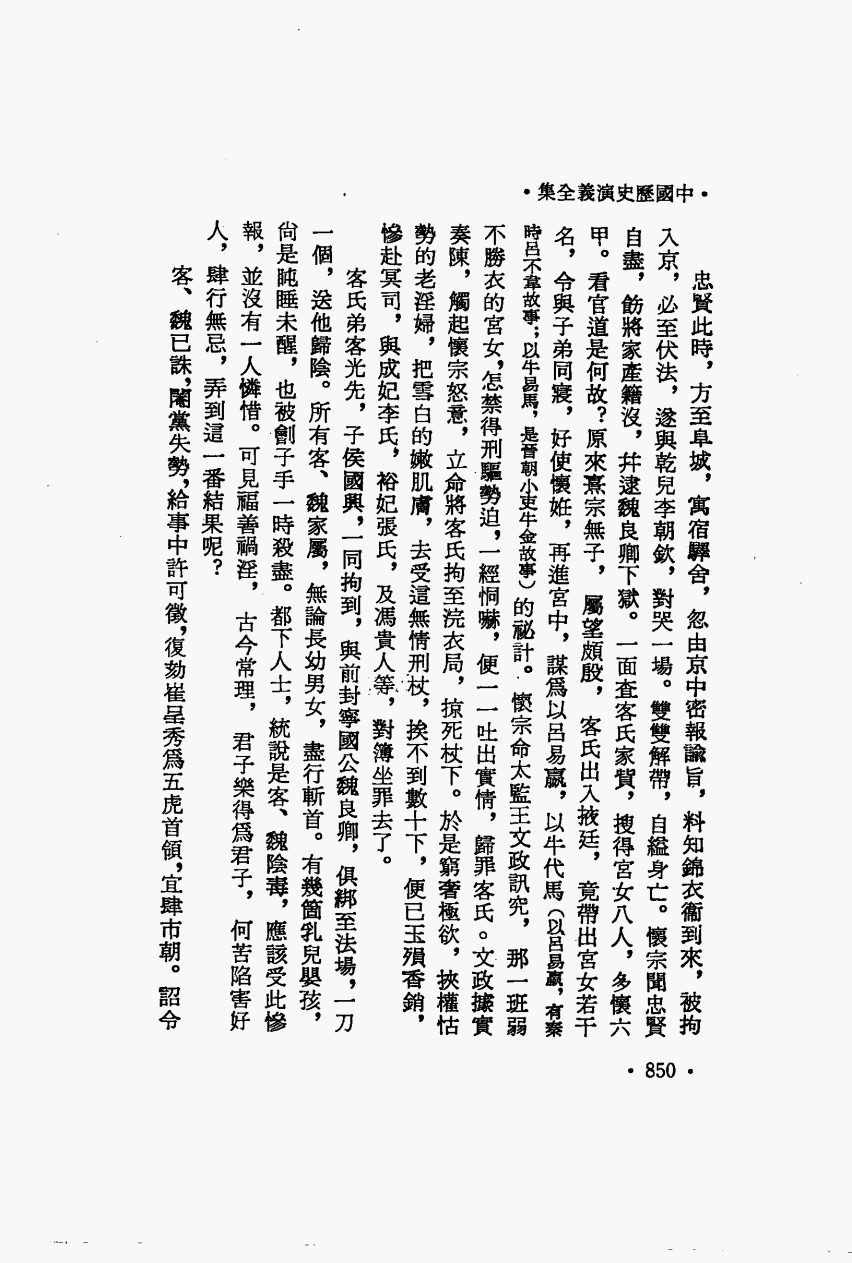 •中國歷史演義全集•
忠賢此時，方至阜城，寓宿驛舍，忽由京中密報諭旨，料知錦衣衞到來，被拘
入京，必至伏法，遂與乾兒李朝欽，對哭一場。雙雙解帶，自縊身亡。懷宗聞忠賢
自盡，飭將家產籍沒，幷逮魏良卿下獄。一面查客氏家貲，搜得宮女八人，多懷六
甲。看官道是何故？原來熹宗無子，屬望頗殷，客氏出入掖廷，竟帶出宮女若干
名，令與子弟同寢，好使懷姙，再進宮中，謀爲以呂易嬴，以牛代馬（以呂易嬴，有秦
時呂不韋故事；以牛易馬，是晉朝小吏牛金故事）的祕計。懷宗命太監王文政訊究，那一班弱
不勝衣的宮女，怎禁得刑驅勢迫，一經恫嚇，便一一吐出實情，歸罪客氏。文政據實
奏陳，觸起懷宗怒意，立命將客氏拘至浣衣局，掠死杖下。於是窮奢極欲，挾權怙
勢的老淫婦，把雪白的嫩肌膚，去受這無情刑杖，挨不到數十下，便已玉殞香銷，
慘赴冥司，與成妃李氏，裕妃張氏，及馮貴人等，對簿坐罪去了。
客氏弟客光先，子侯國興，一同拘到，與前封寧國公魏良卿，俱綁至法場，一刀
一個，送他歸陰。所有客、魏家屬，無論長幼男女，盡行斬首。有幾箇乳兒嬰孩，
尙是盹睡未醒，也被劊子手一時殺盡。都下人士，統說是客、魏陰毒，應該受此慘
報，並沒有一人憐惜。可見福善禍淫，古今常理，君子樂得爲君子，何苦陷害好
人，肆行無忌，弄到這一番結果呢？
客、魏已誅，閹黨失勢，給事中許可徵，復劾崔呈秀爲五虎首領，宜肆市朝。詔令
•850•